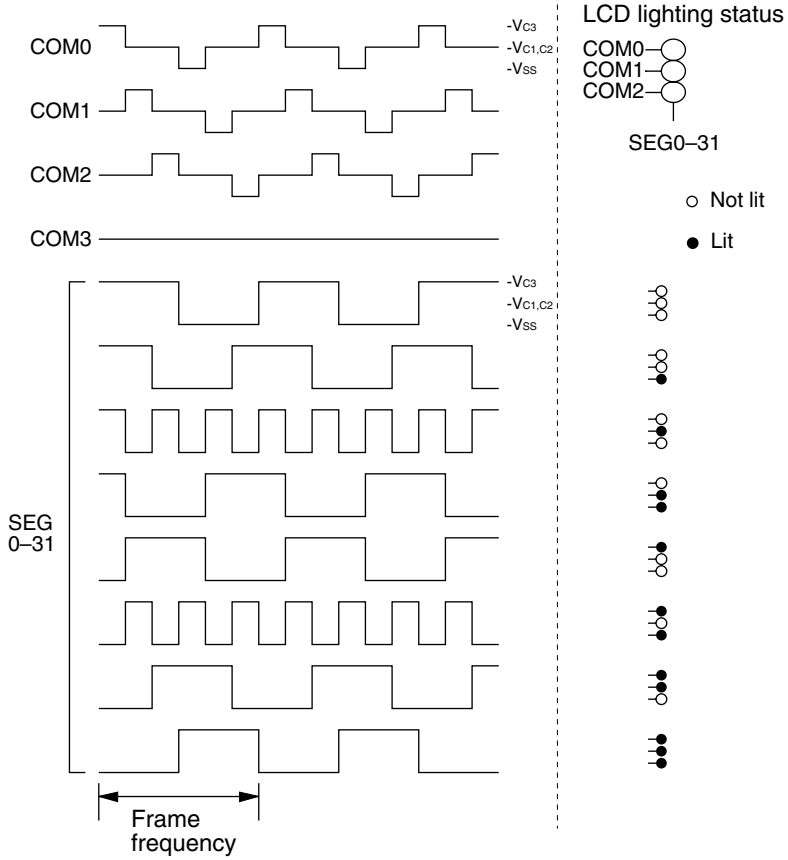 COM0
-VC3
-VC1,C2
-VSS
COM1
COM2
COM3
-VC3
-VC1,C2
-VSS
SEG
0–31
Frame
frequency
LCD lighting status
COM0
COM1
COM2
SEG0–31
Not lit
Lit